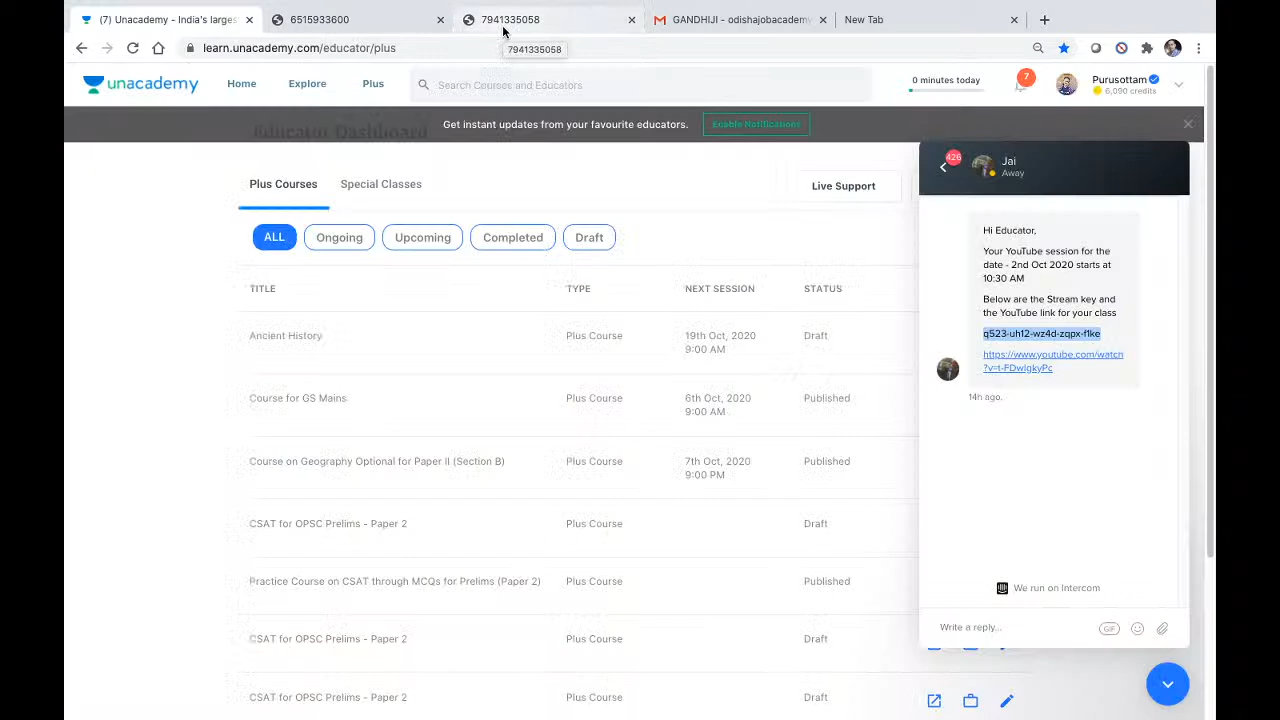 (7) Unacademy - India's larges
6515933600
7941335058
GANDHIJI - odishajobacademy
New Tab
learn.unacademy.com/educator/plus
7941335058
unacademy
Home
Explore
Plus
Search Courses and Educators
0 minutes today
7
Purusottam
6,090 credits
Educator Dashboard
Get instant updates from your favourite educators.
Enable Notifications
Plus Courses
Special Classes
Live Support
ALL
Ongoing
Upcoming
Completed
Draft
TITLE
TYPE
NEXT SESSION
STATUS
Ancient History
Plus Course
19th Oct, 2020
9:00 AM
Draft
Course for GS Mains
Plus Course
6th Oct, 2020
9:00 AM
Published
Course on Geography Optional for Paper II (Section B)
Plus Course
7th Oct, 2020
9:00 PM
Published
CSAT for OPSC Prelims - Paper 2
Plus Course
Draft
Practice Course on CSAT through MCQs for Prelims (Paper 2)
Plus Course
Published
CSAT for OPSC Prelims - Paper 2
Plus Course
Draft
CSAT for OPSC Prelims - Paper 2
Plus Course
Draft
426
Jai
Away
Hi Educator,
Your YouTube session for the
date - 2nd Oct 2020 starts at
10:30 AM
Below are the Stream key and
the YouTube link for your class
q523-uh12-wz4d-zqpx-f1ke
https://www.youtube.com/watch
?v=t-FDwIgkyPc
14h ago.
We run on Intercom
Write a reply...
GIF